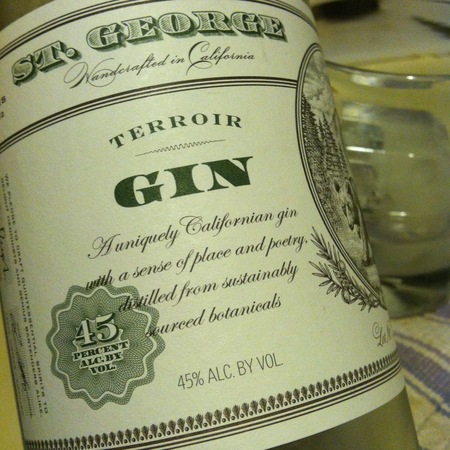 ST. GEORGE
Handcrafted in California
TERROIR
GIN
A uniquely Californian gin
with a sense of place and poetry,
distilled from sustainably
sourced botanicals
45
PERCENT
ALC. BY
VOL.
45% ALC. BY VOL.